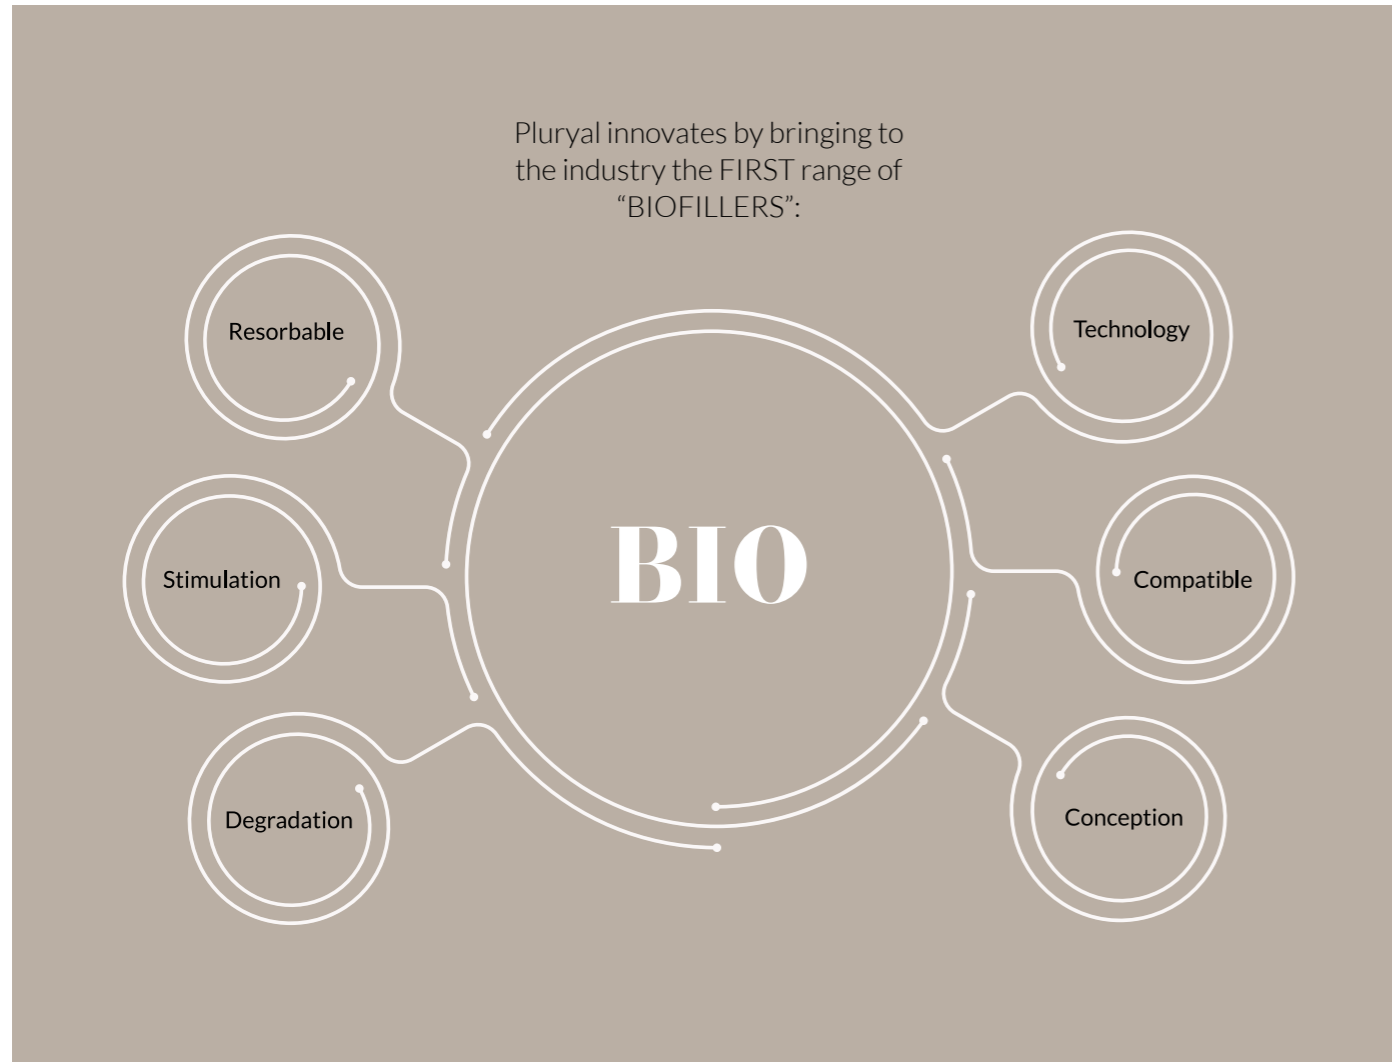 Pluryal innovates by bringing to
the industry the FIRST range of
“BIOFILLERS”:
Resorbable
Technology
Stimulation
BIO
Compatible
Degradation
Conception